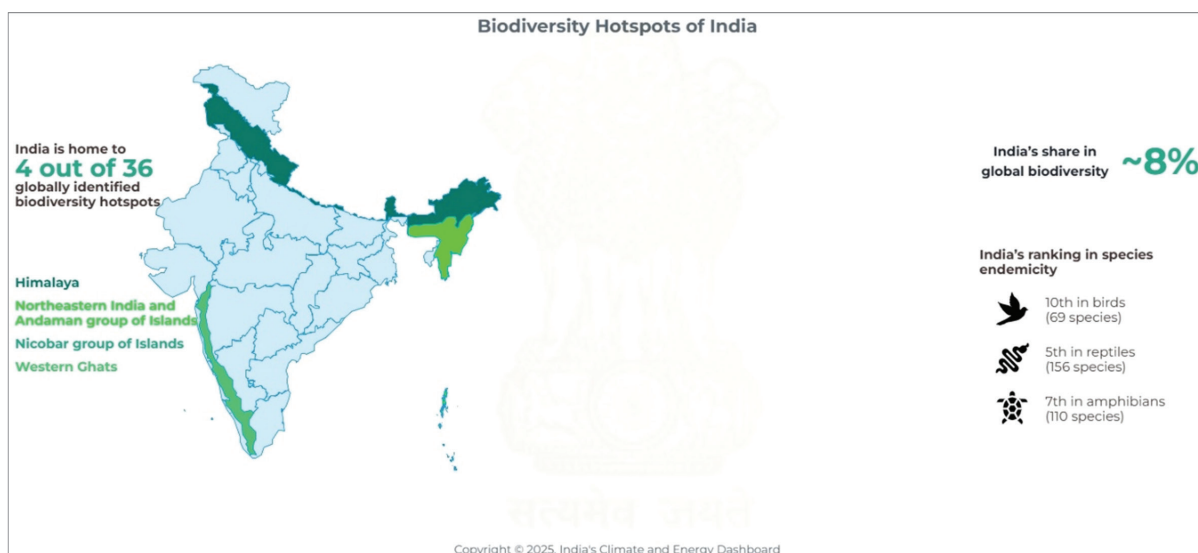 Biodiversity Hotspots of India
India is home to
4 out of 36
globally identified
biodiversity hotspots
Himalaya
Northeastern India and
Andaman group of Islands
Nicobar group of Islands
Western Ghats
India's share in
global biodiversity
~8%
India's ranking in species
endemicity
10th in birds
(69 species)
5th in reptiles
(156 species)
7th in amphibians
(110 species)
सत्यमेव जयते
Copyright © 2025, India's Climate and Energy Dashboard